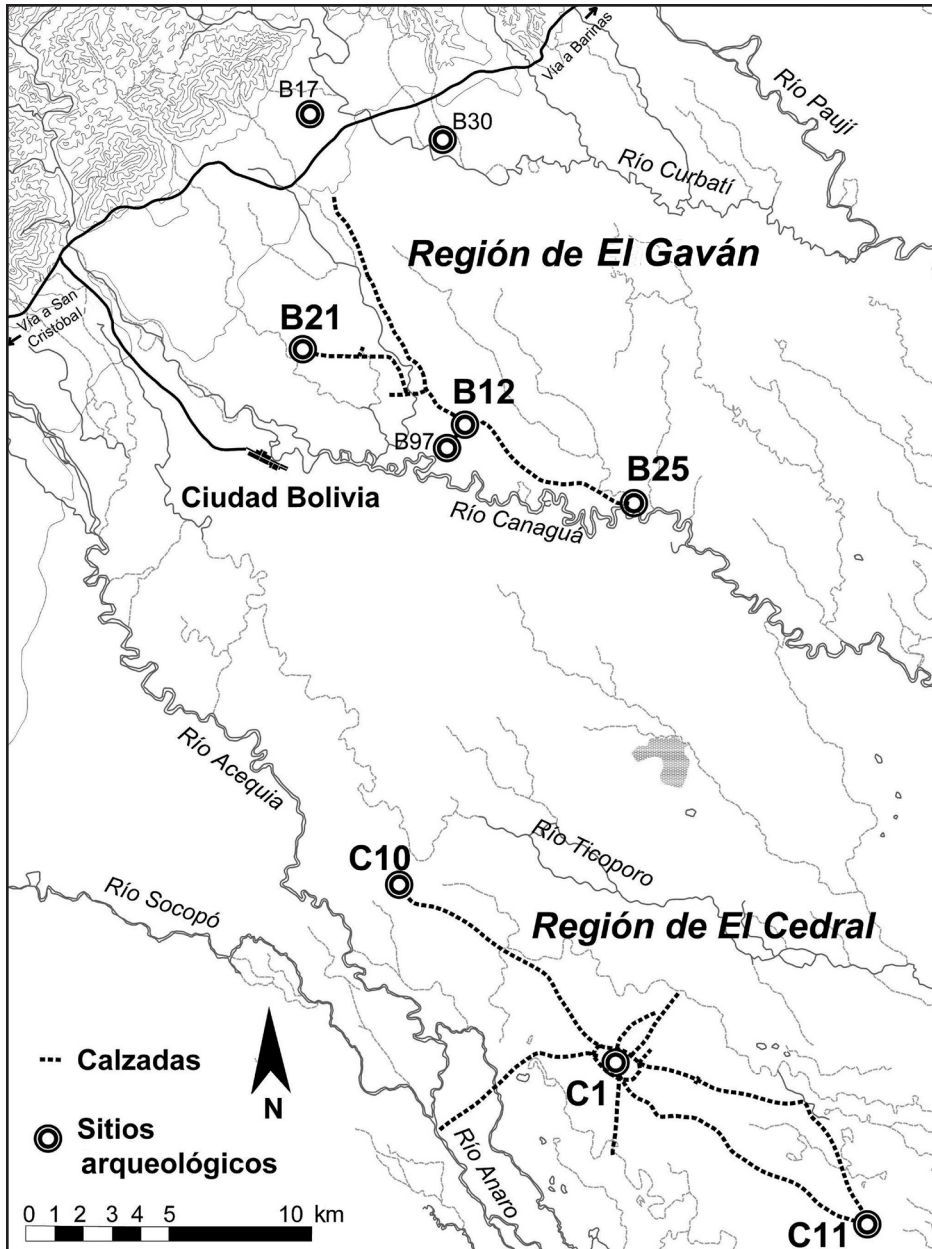 Vía a Barinas
Río Paují
B17
B30
Río Curbatí
Región de El Gaván
Vía a San
Cristóbal
B21
B12
B97
B25
Ciudad Bolivia
Río Canaguá
Río Acequia
Río Ticoporo
C10
Río Socopó
Región de El Cedral
Calzadas
C1
N
Sitios
arqueológicos
Río Anaro
0 1 2 3 4 5 10 km
C11